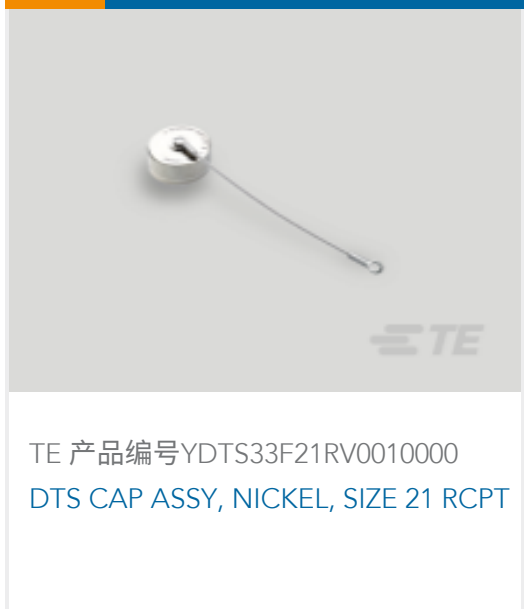 TE
TE 产品编号YDTS33F21RV0010000
DTS CAP ASSY, NICKEL, SIZE 21 RCPT